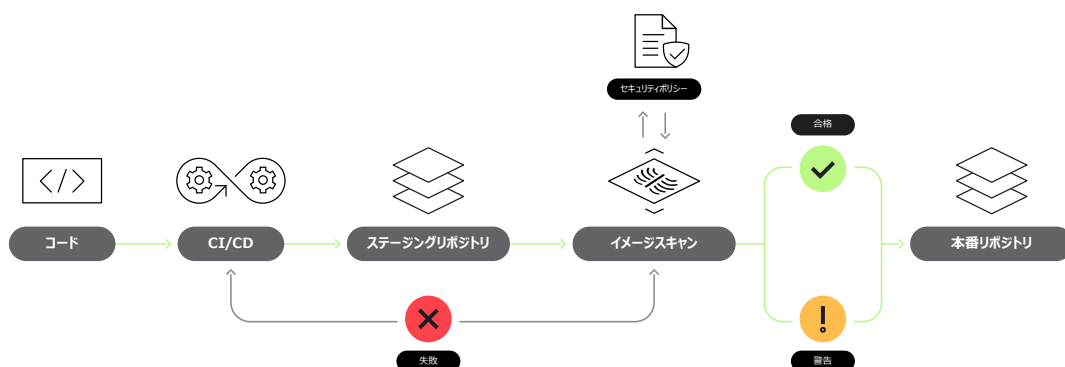 セキュリティポリシー
合格
コード
CI/CD
ステージングリポジトリ
イメージスキャン
本番リポジトリ
失敗
警告